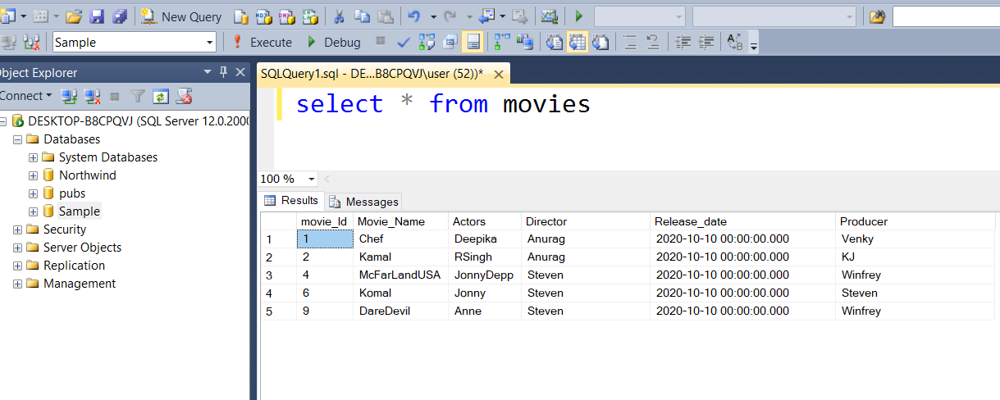 New Query
Sample
Execute
Debug
bject Explorer
Connect
DESKTOP-B8CPQVJ (SQL Server 12.0.2000
Databases
System Databases
Northwind
pubs
Sample
Security
Server Objects
Replication
Management
SQLQuery1.sql - DE...B8CPQVJ\user (52))*
select * from movies
100 %
Results Messages
movie_Id Movie_Name Actors Director Release_date Producer
1 1 Chef Deepika Anurag 2020-10-10 00:00:00.000 Venky
2 2 Kamal RSingh Anurag 2020-10-10 00:00:00.000 KJ
3 4 McFarLandUSA JonnyDepp Steven 2020-10-10 00:00:00.000 Winfrey
4 6 Komal Jonny Steven 2020-10-10 00:00:00.000 Steven
5 9 DareDevil Anne Steven 2020-10-10 00:00:00.000 Winfrey